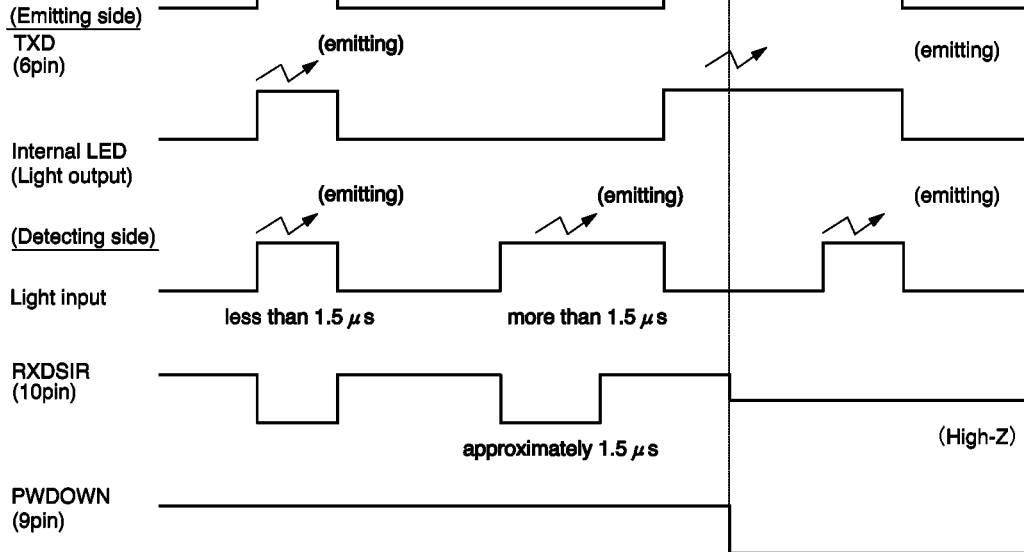 (Emitting side)
TXD
(6pin)
(emitting)
(emitting)
Internal LED
(Light output)
(emitting)
(emitting)
(emitting)
(Detecting side)
Light input
less than 1.5 μs
more than 1.5 μs
RXDSIR
(10pin)
approximately 1.5 μs
(High-Z)
PWDOWN
(9pin)